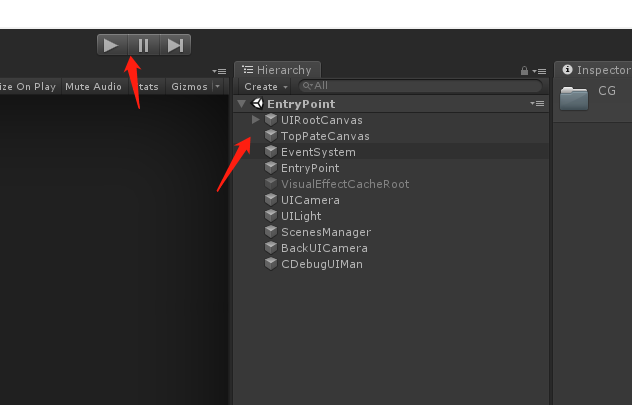 Hierarchy
Inspector
ize On Play Mute Audio tats Gizmos
Create All
CG
EntryPoint
UIRootCanvas
TopPateCanvas
EventSystem
EntryPoint
VisualEffectCacheRoot
UICamera
UILight
ScenesManager
BackUICamera
CDebugUIMan